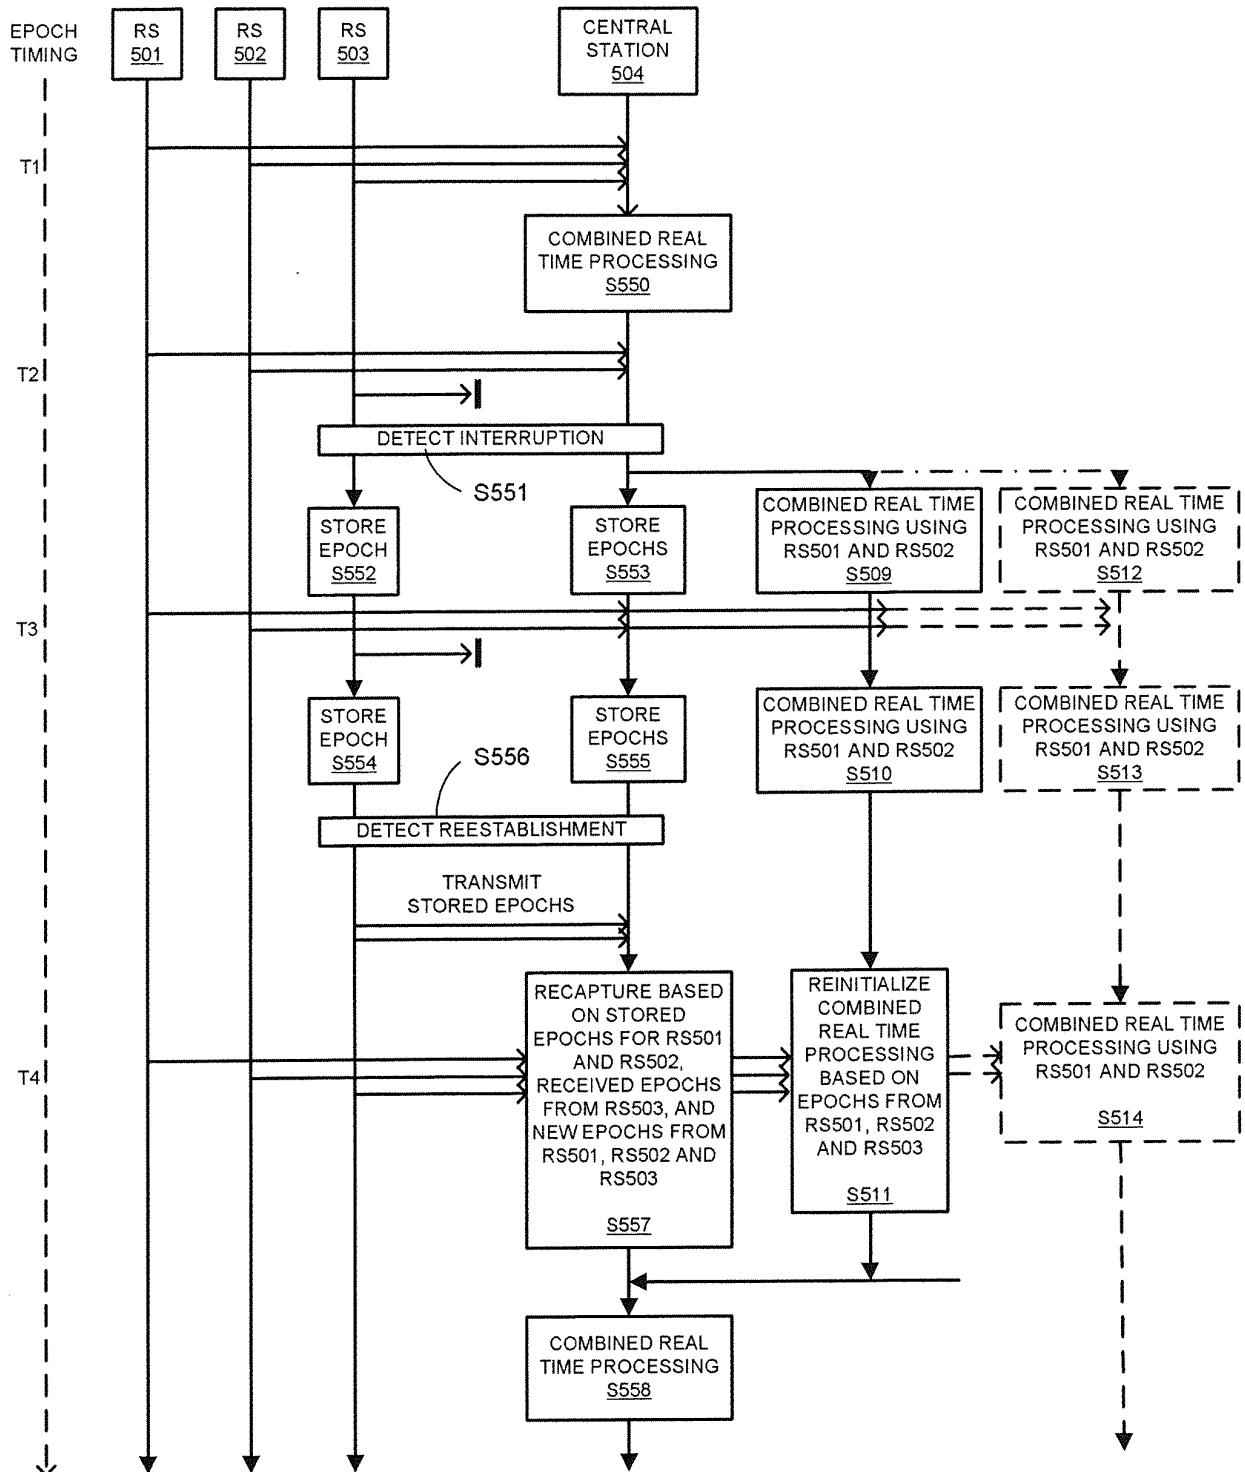 EPOCH
TIMING
RS
501
RS
502
RS
503
CENTRAL
STATION
504
T1
COMBINED REAL
TIME PROCESSING
S550
T2
DETECT INTERRUPTION
S551
STORE
EPOCH
S552
STORE
EPOCHS
S553
COMBINED REAL TIME
PROCESSING USING
RS501 AND RS502
S509
COMBINED REAL TIME
PROCESSING USING
RS501 AND RS502
S512
T3
STORE
EPOCH
S554
STORE
EPOCHS
S555
COMBINED REAL TIME
PROCESSING USING
RS501 AND RS502
S510
COMBINED REAL TIME
PROCESSING USING
RS501 AND RS502
S513
S556
DETECT REESTABLISHMENT
TRANSMIT
STORED EPOCHS
T4
RECAPTURE BASED
ON STORED
EPOCHS FOR RS501
AND RS502,
RECEIVED EPOCHS
FROM RS503, AND
NEW EPOCHS FROM
RS501, RS502 AND
RS503
S557
REINITIALIZE
COMBINED
REAL TIME
PROCESSING
BASED ON
EPOCHS FROM
RS501, RS502
AND RS503
S511
COMBINED REAL TIME
PROCESSING USING
RS501 AND RS502
S514
COMBINED REAL
TIME PROCESSING
S558